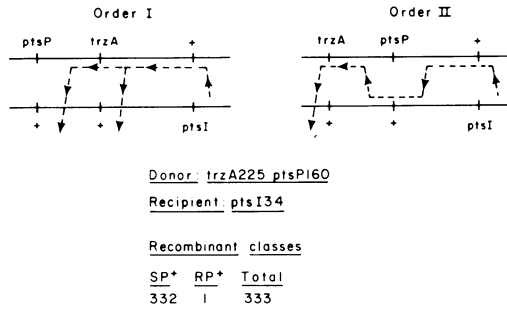 Order I
Order II
ptsP trzA +
trzA ptsP +
+ + ptsI
+ + ptsI
Donor: trzA225 ptsP160
Recipient: ptsI34
Recombinant classes
SP+ RP+ Total
332 1 333